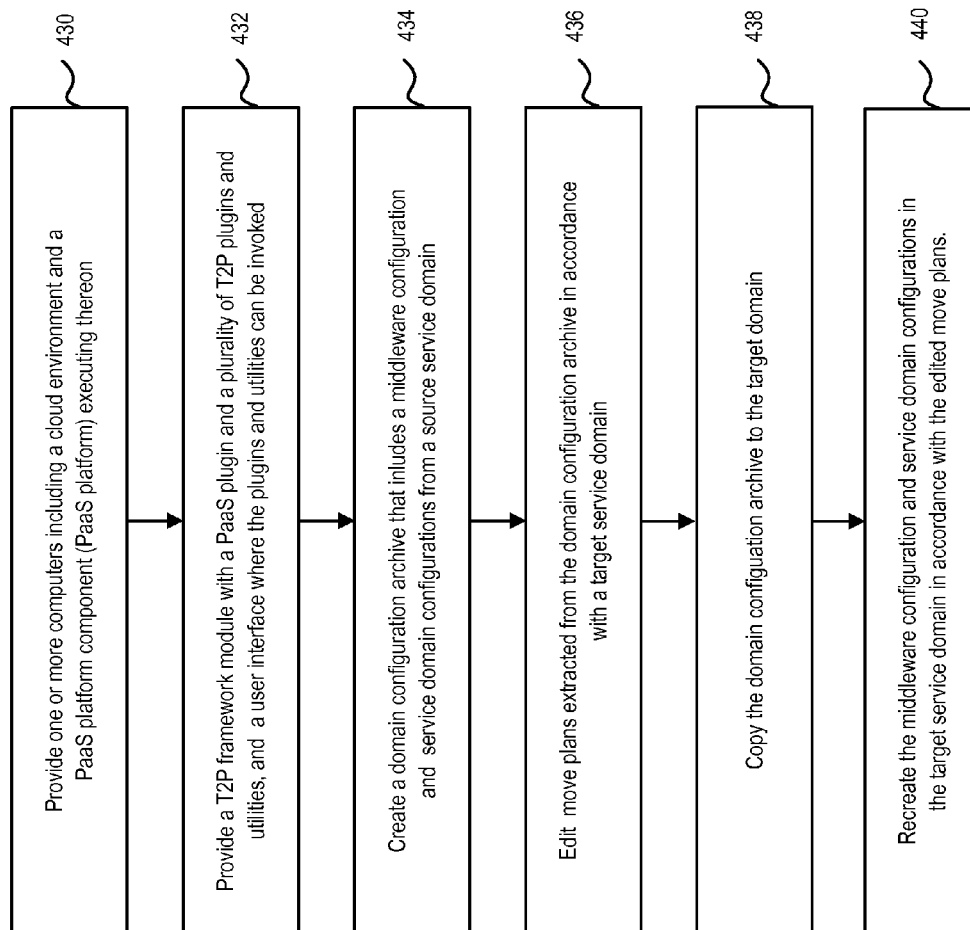 Provide one or more computers including a cloud environment and a
PaaS platform component (PaaS platform) executing thereon
430
Provide a T2P framework module with a PaaS plugin and a plurality of T2P plugins and
utilities, and a user interface where the plugins and utilities can be invoked
432
Create a domain configuration archive that inludes a middleware configuration
and service domain configurations from a source service domain
434
Edit move plans extracted from the domain configuration archive in accordance
with a target service domain
436
Copy the domain configuation archive to the target domain
438
Recreate the middleware configuration and service domain configurations in
the target service domain in accordance with the edited move plans.
440